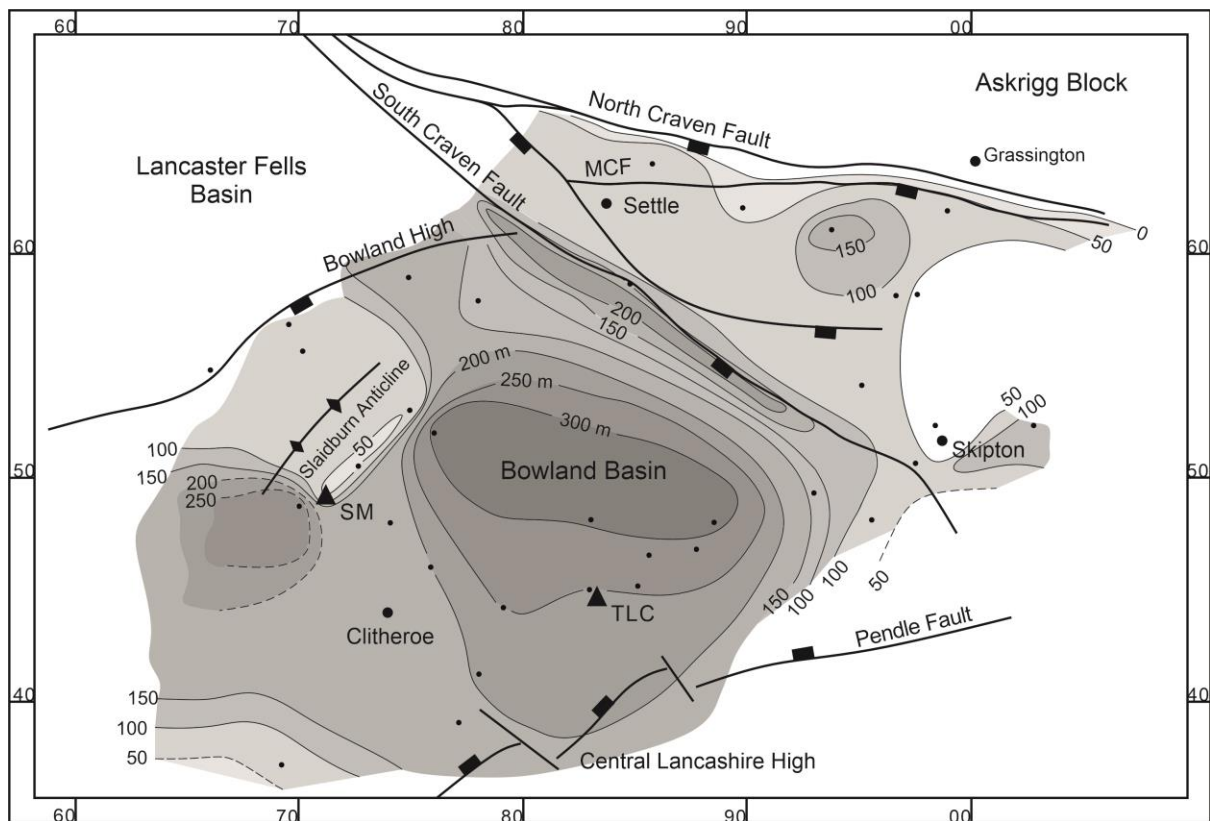 60
70
80
90
00
Askrigg Block
North Craven Fault
South Craven Fault
Grassington
Lancaster Fells
Basin
MCF
Settle
Bowland High
0
50
60
60
150
100
200
150
200 m
250 m
300 m
Slaidburn Anticline
50
50
100
Skipton
100
150
200
250
50
50
Bowland Basin
SM
TLC
Clitheroe
150
100
100
50
Pendle Fault
40
40
150
100
50
Central Lancashire High
60
70
80
90
00